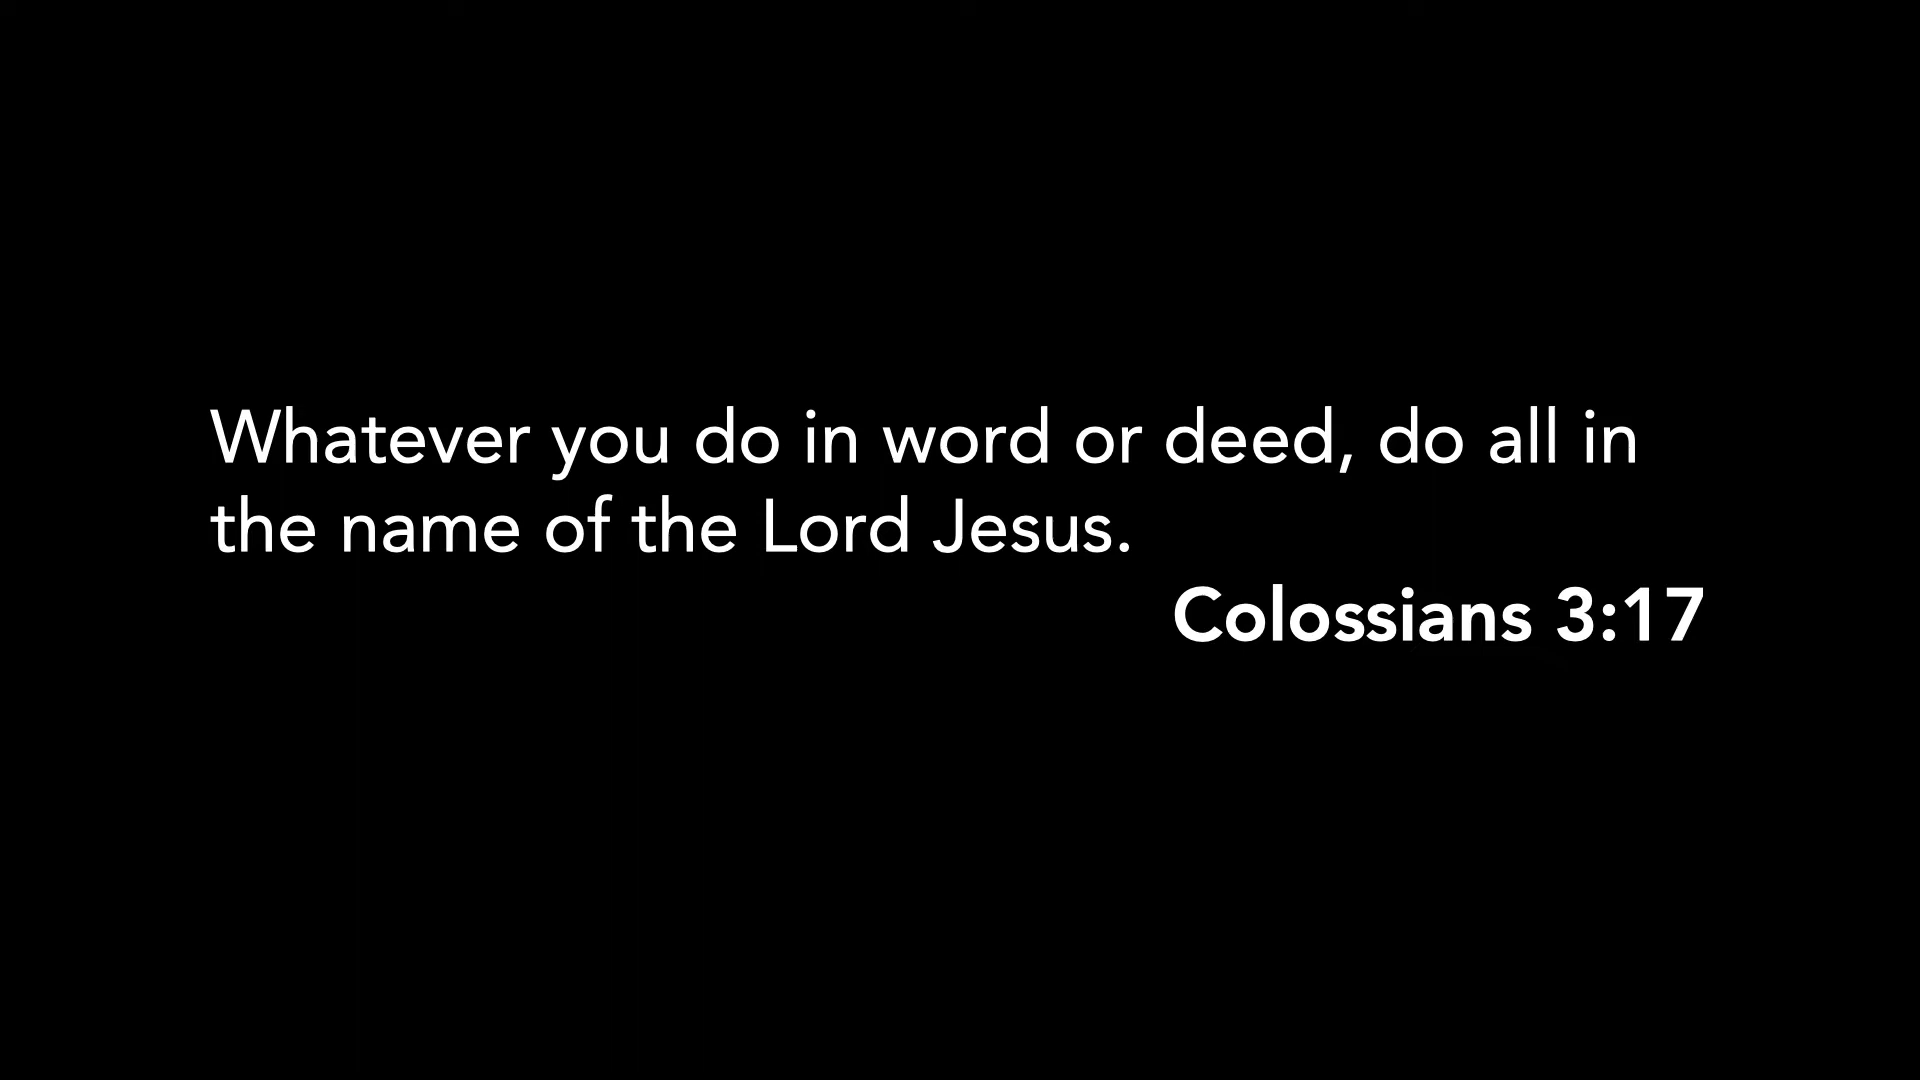 Whatever you do in word or deed, do all in
the name of the Lord Jesus.
Colossians 3:17